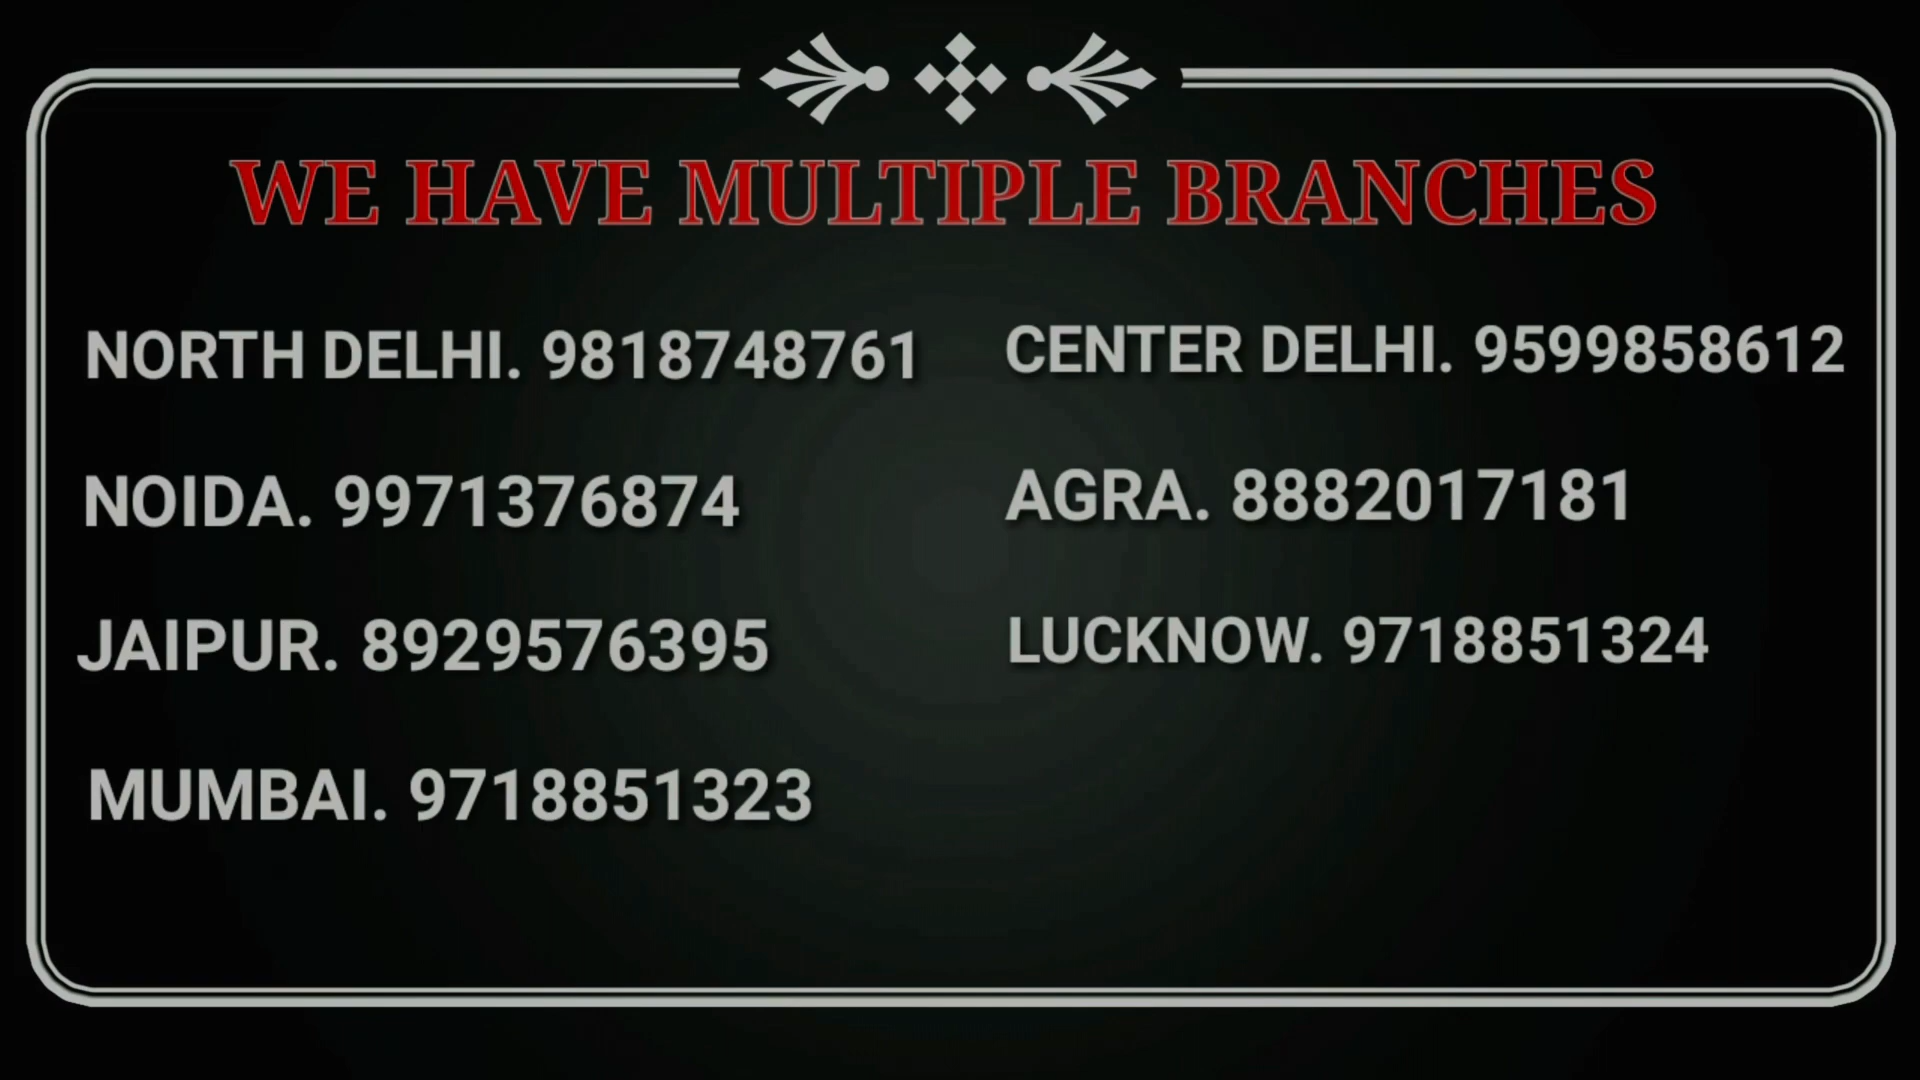 WE HAVE MULTIPLE BRANCHES
NORTH DELHI. 9818748761
CENTER DELHI. 9599858612
NOIDA. 9971376874
AGRA. 8882017181
JAIPUR. 8929576395
LUCKNOW. 9718851324
MUMBAI. 9718851323